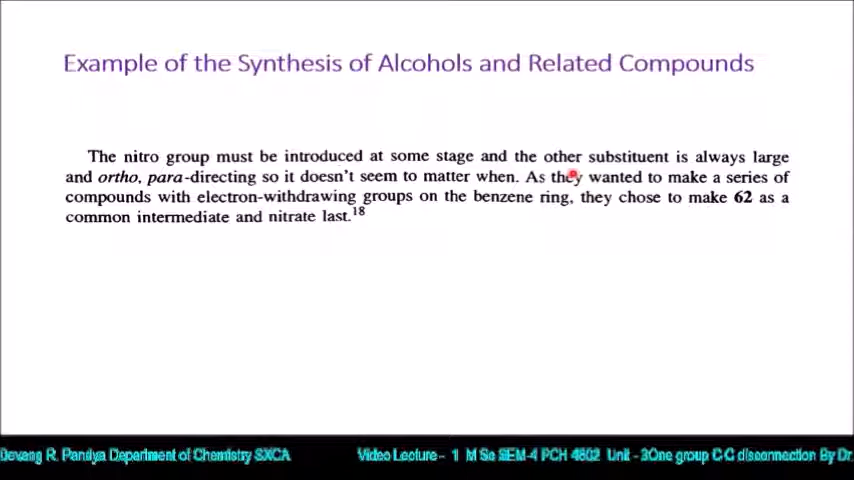 Example of the Synthesis of Alcohols and Related Compounds
The nitro group must be introduced at some stage and the other substituent is always large
and ortho, para-directing so it doesn't seem to matter when. As they wanted to make a series of
compounds with electron-withdrawing groups on the benzene ring, they chose to make 62 as a
common intermediate and nitrate last.18
Devang R. Pandya Department of Chemistry SXCA Video Lecture - 1 M Sc SEM-4 PCH 4802 Unit - 3One group C-C disconnection By Dr